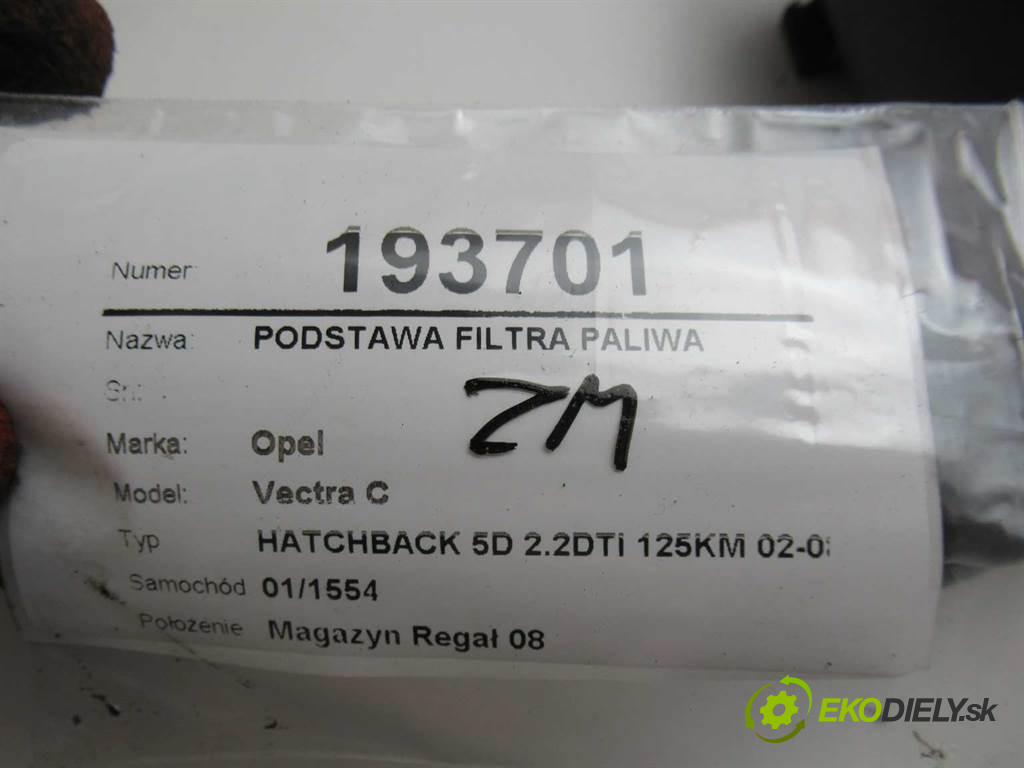 Numer 193701
Nazwa: PODSTAWA FILTRA PALIWA
Sn:
ZM
Marka: Opel
Model: Vectra C
Typ HATCHBACK 5D 2.2DTI 125KM 02-0
Samochód 01/1554
Położenie Magazyn Regał 08
EKODIELY.sk